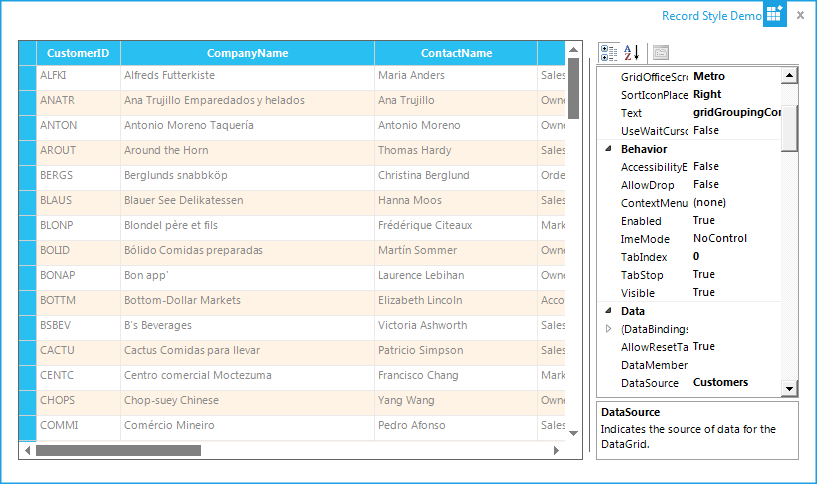 Record Style Demo
CustomerID CompanyName ContactName
ALFKI Alfreds Futterkiste Maria Anders Sales
ANATR Ana Trujillo Emparedados y helados Ana Trujillo Owne
ANTON Antonio Moreno Taquería Antonio Moreno Owne
AROUT Around the Horn Thomas Hardy Sales
BERGS Berglunds snabbköp Christina Berglund Orde
BLAUS Blauer See Delikatessen Hanna Moos Sales
BLONP Blondel père et fils Frédérique Citeaux Mark
BOLID Bólido Comidas preparadas Martín Sommer Owne
BONAP Bon app' Laurence Lebihan Owne
BOTTM Bottom-Dollar Markets Elizabeth Lincoln Acco
BSBEV B's Beverages Victoria Ashworth Sales
CACTU Cactus Comidas para llevar Patricio Simpson Sales
CENTC Centro comercial Moctezuma Francisco Chang Mark
CHOPS Chop-suey Chinese Yang Wang Owne
COMMI Comércio Mineiro Pedro Afonso Sales
GridOfficeScro Metro
SortIconPlace Right
Text gridGroupingCon
UseWaitCurso False
Behavior
AccessibilityE False
AllowDrop False
ContextMenu (none)
Enabled True
ImeMode NoControl
TabIndex 0
TabStop True
Visible True
Data
(DataBindings
AllowResetTa True
DataMember
DataSource Customers
DataSource
Indicates the source of data for the
DataGrid.